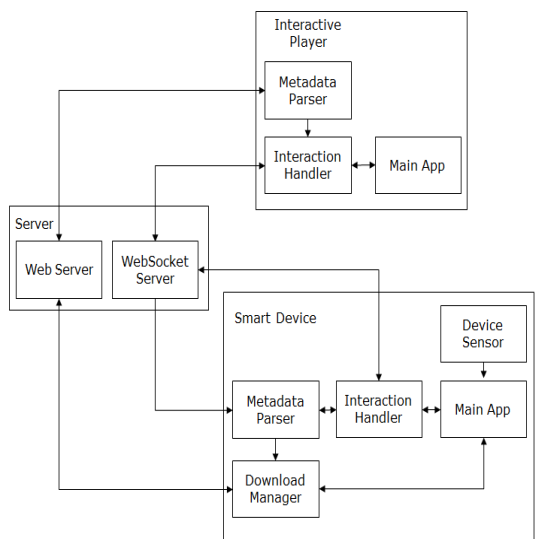 Interactive
Player
Metadata
Parser
Interaction
Handler
Main App
Server
Web Server
WebSocket
Server
Smart Device
Device
Sensor
Metadata
Parser
Interaction
Handler
Main App
Download
Manager